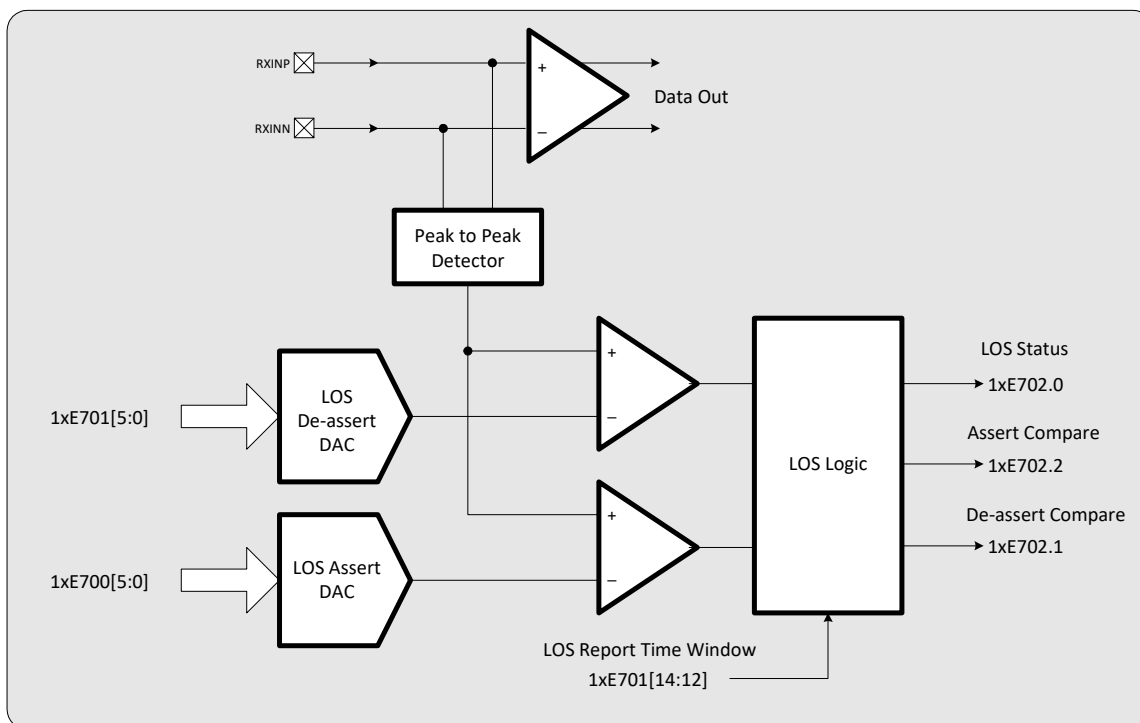 RXINP
+
Data Out
RXINN
–
Peak to Peak
Detector
LOS
De-assert
DAC
1xE701[5:0]
+
–
LOS Assert
DAC
1xE700[5:0]
+
–
LOS Logic
LOS Status
1xE702.0
Assert Compare
1xE702.2
De-assert Compare
1xE702.1
LOS Report Time Window
1xE701[14:12]